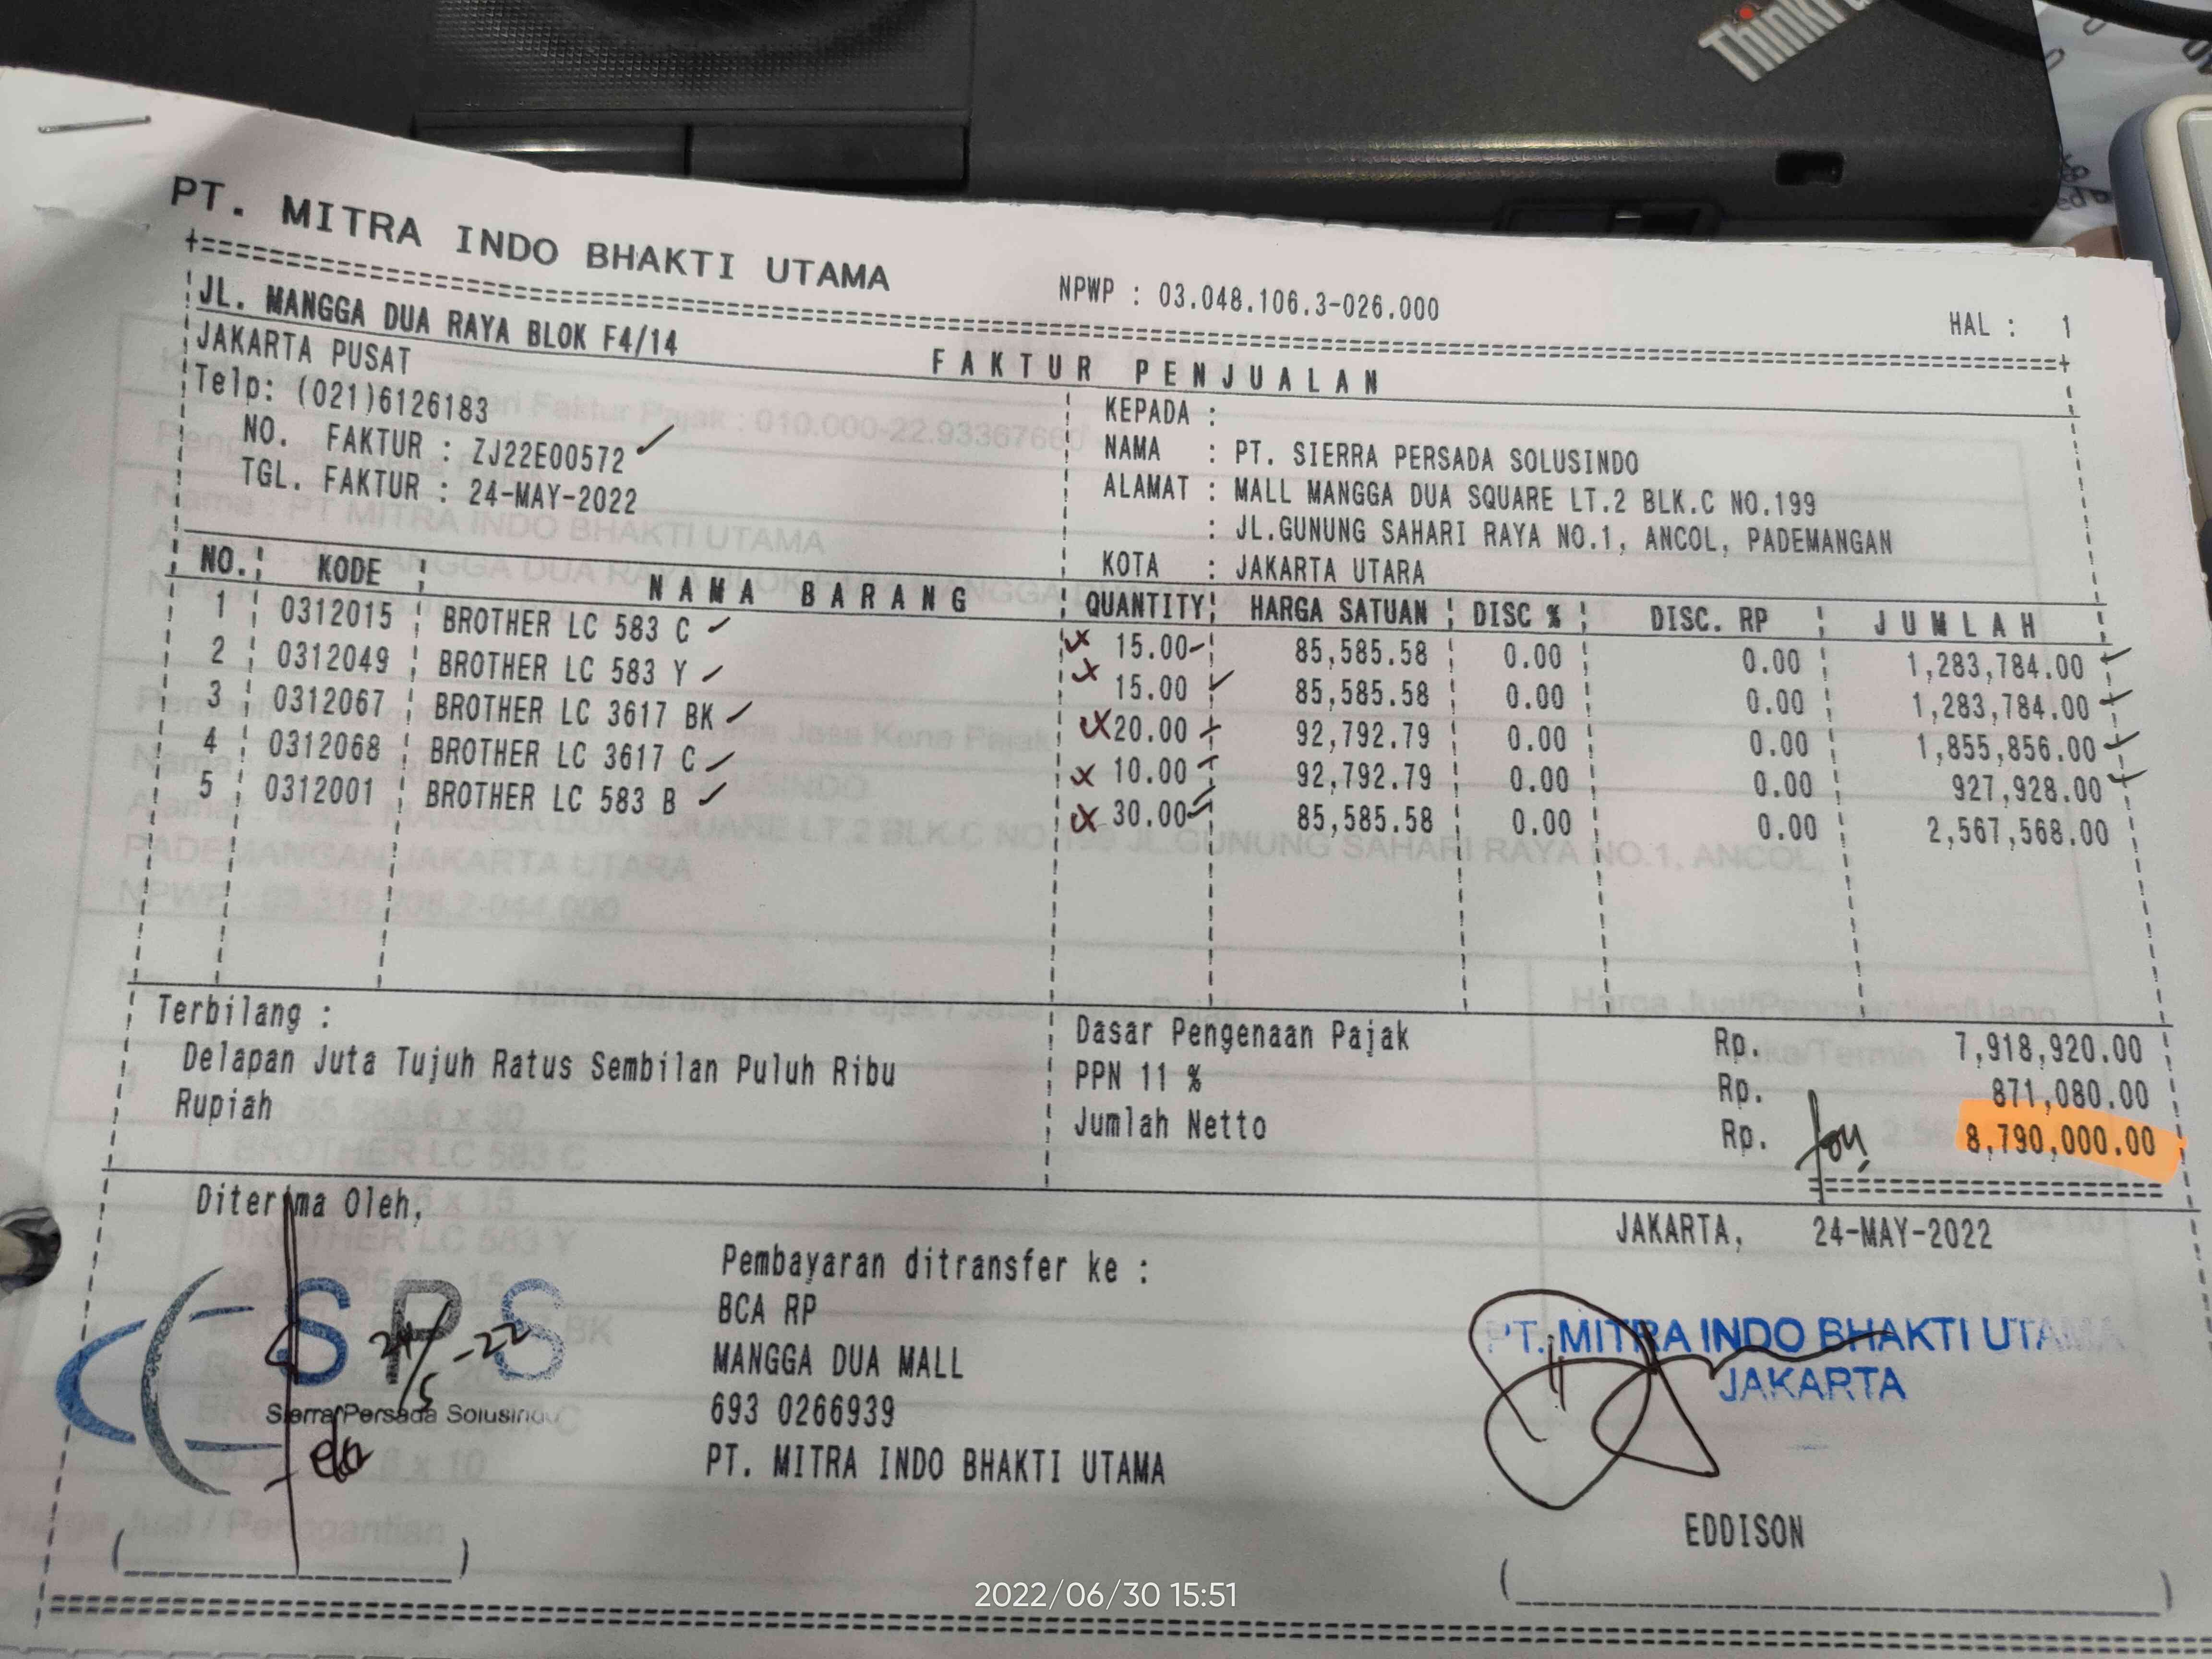 ThinkPad
PT. MITRA INDO BHAKTI UTAMA
NPWP : 03.048.106.3-026.000
HAL : 1
JL. MANGGA DUA RAYA BLOK F4/14
JAKARTA PUSAT
Telp: (021)6126183
FAKTUR PENJUALAN
NO. FAKTUR : ZJ22E00572
TGL. FAKTUR : 24-MAY-2022
KEPADA :
NAMA : PT. SIERRA PERSADA SOLUSINDO
ALAMAT : MALL MANGGA DUA SQUARE LT.2 BLK.C NO.199
: JL.GUNUNG SAHARI RAYA NO.1, ANCOL, PADEMANGAN
KOTA : JAKARTA UTARA
NO. KODE NAMA BARANG QUANTITY HARGA SATUAN DISC % DISC. RP JUMLAH
1 0312015 BROTHER LC 583 C 15.00 85,585.58 0.00 0.00 1,283,784.00
2 0312049 BROTHER LC 583 Y 15.00 85,585.58 0.00 0.00 1,283,784.00
3 0312067 BROTHER LC 3617 BK 20.00 92,792.79 0.00 0.00 1,855,856.00
4 0312068 BROTHER LC 3617 C 10.00 92,792.79 0.00 0.00 927,928.00
5 0312001 BROTHER LC 583 B 30.00 85,585.58 0.00 0.00 2,567,568.00
Terbilang :
Delapan Juta Tujuh Ratus Sembilan Puluh Ribu
Rupiah
Dasar Pengenaan Pajak Rp. 7,918,920.00
PPN 11 % Rp. 871,080.00
Jumlah Netto Rp. 8,790,000.00
Diterima Oleh,
SPS
24/5-22
Sierra Persada Solusindo
Pembayaran ditransfer ke :
BCA RP
MANGGA DUA MALL
693 0266939
PT. MITRA INDO BHAKTI UTAMA
JAKARTA, 24-MAY-2022
PT. MITRA INDO BHAKTI UTAMA
JAKARTA
EDDISON
2022/06/30 15:51